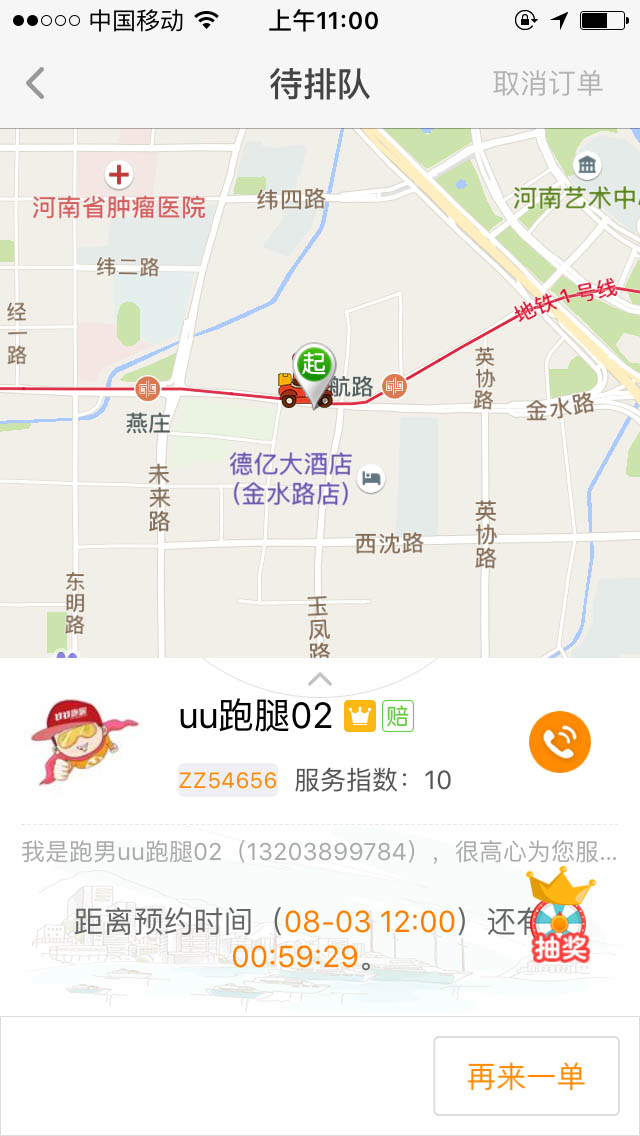 中国移动
上午11:00
待排队
取消订单
河南省肿瘤医院
纬四路
河南艺术中
纬二路
地铁1号线
经一路
起
航路
英协路
金水路
燕庄
德亿大酒店
(金水路店)
未来路
西沈路
英协路
东明路
玉凤路
uu跑腿02
赔
ZZ54656
服务指数：10
我是跑男uu跑腿02（13203899784），很高心为您服...
距离预约时间（08-03 12:00）还有
00:59:29。
抽奖
再来一单